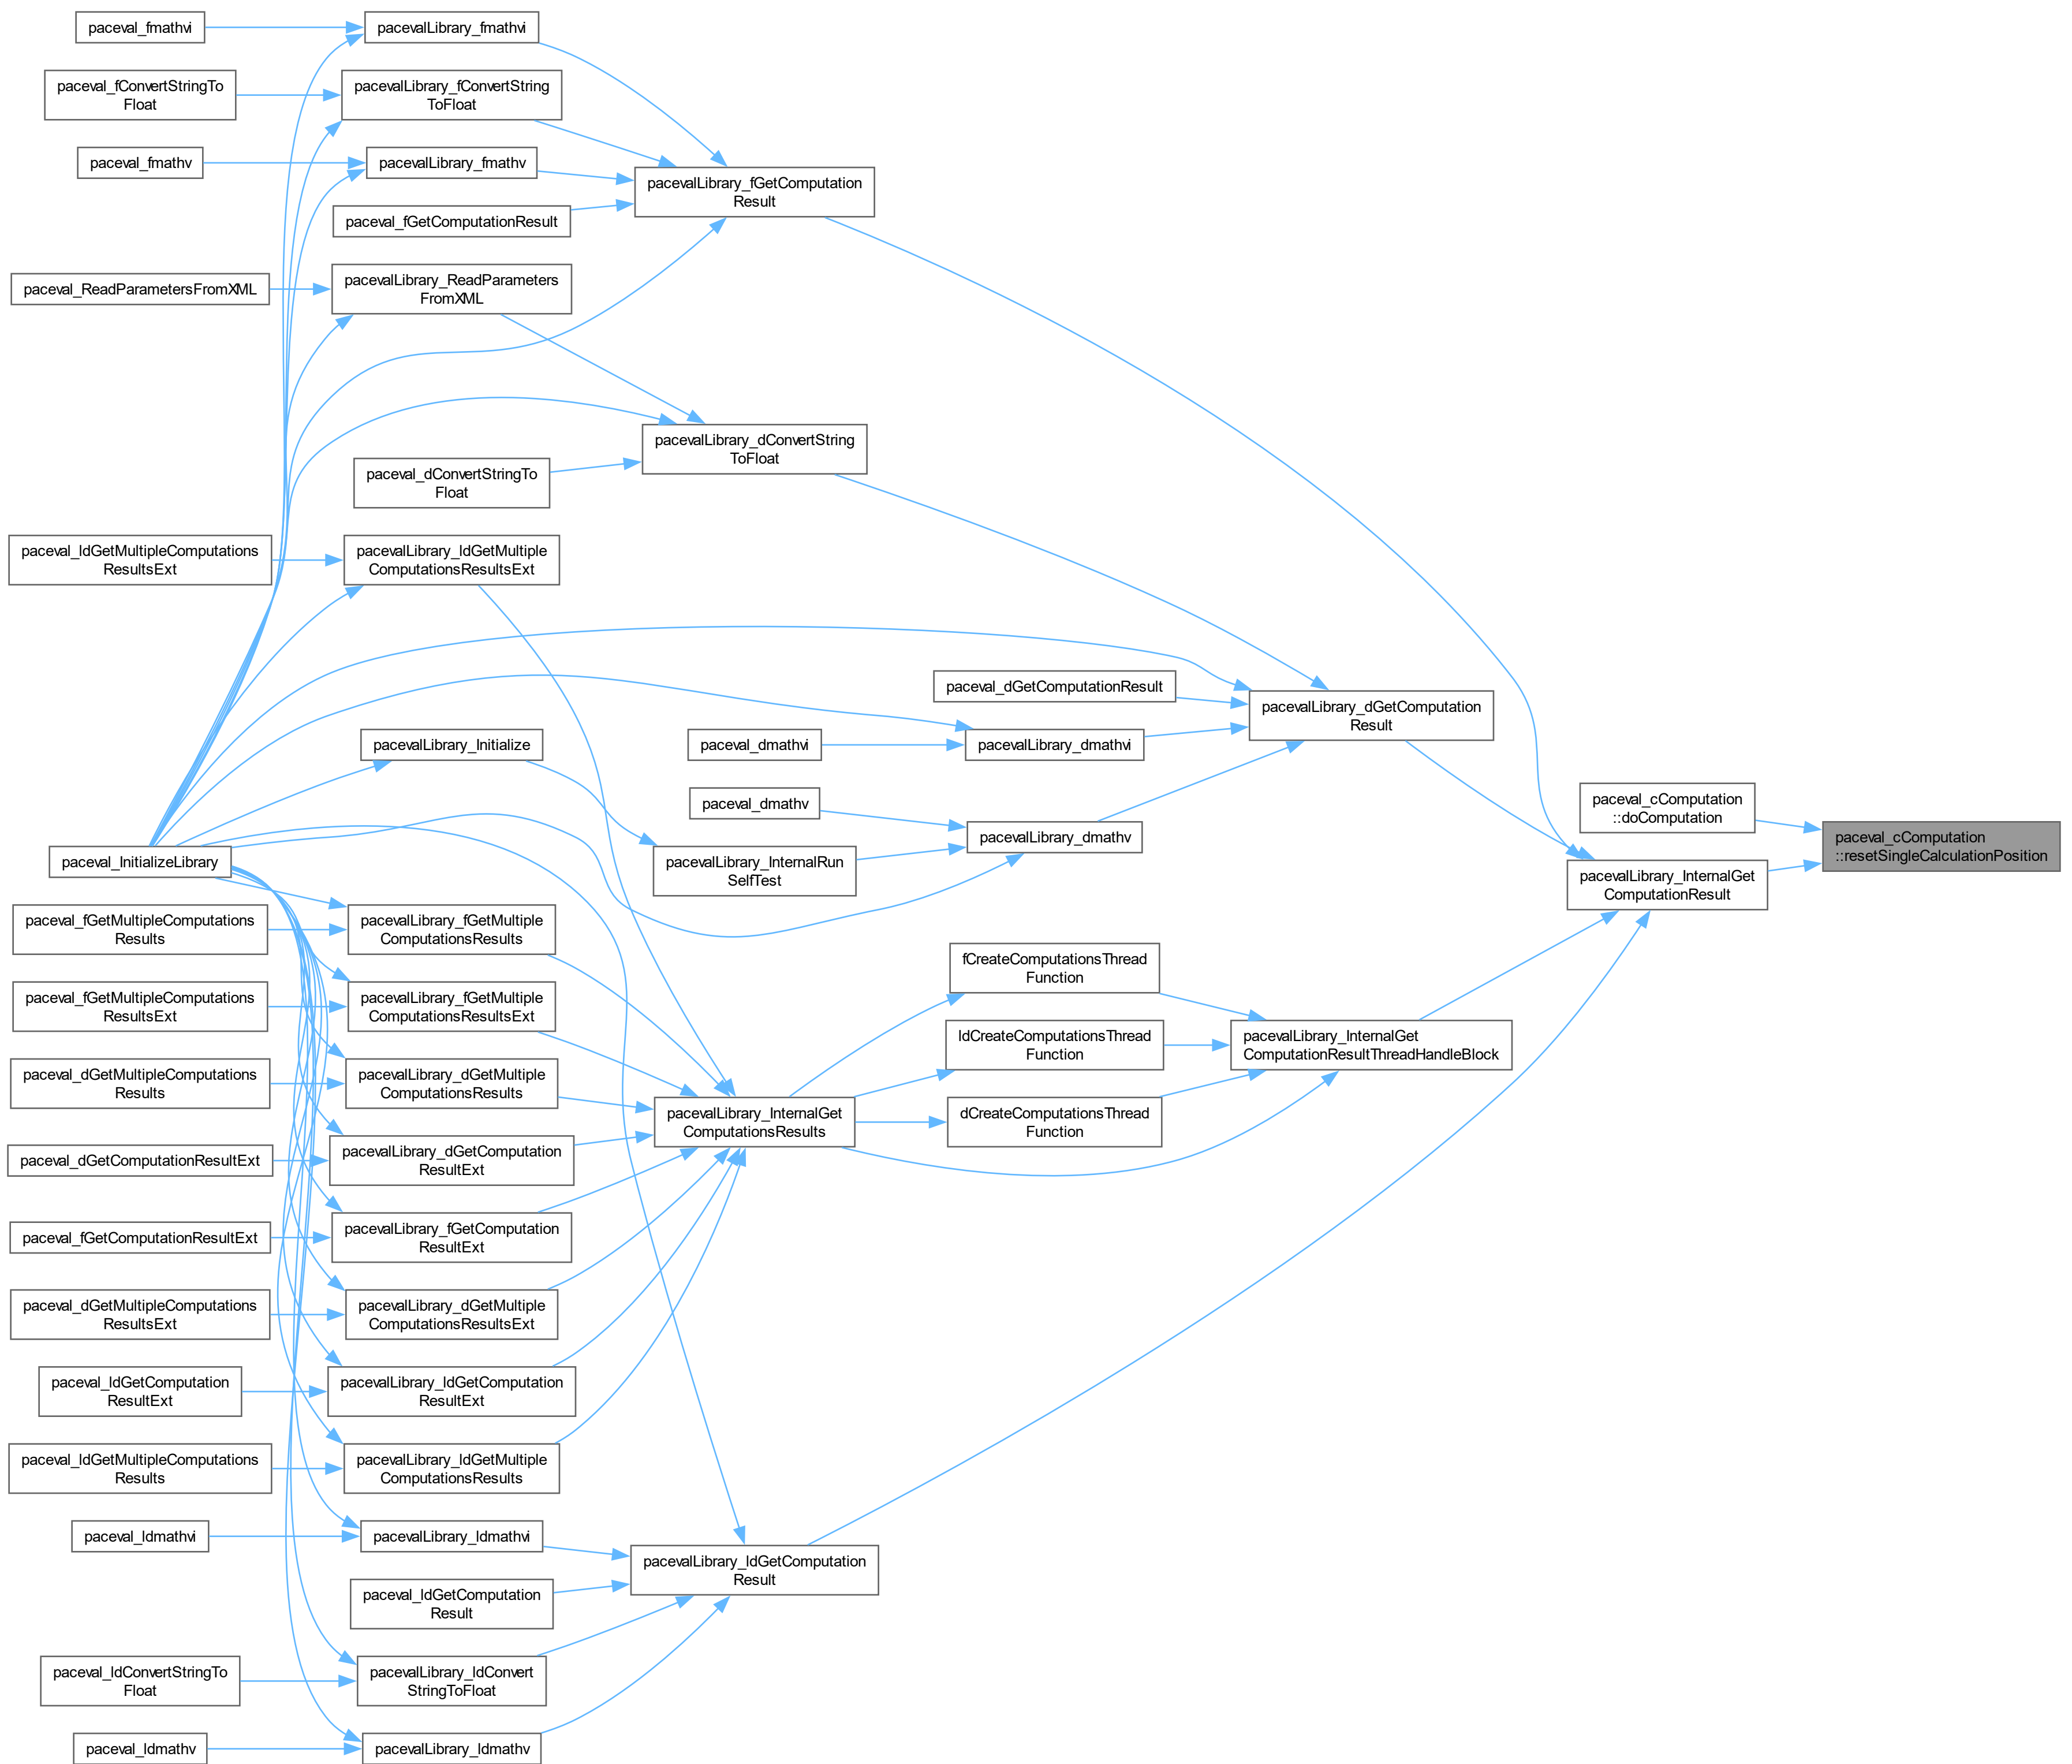 paceval_fmathvi
pacevalLibrary_fmathvi
paceval_fConvertStringTo
Float
pacevalLibrary_fConvertString
ToFloat
paceval_fmathv
pacevalLibrary_fmathv
pacevalLibrary_fGetComputation
Result
paceval_fGetComputationResult
paceval_ReadParametersFromXML
pacevalLibrary_ReadParameters
FromXML
pacevalLibrary_dConvertString
ToFloat
paceval_dConvertStringTo
Float
paceval_ldGetMultipleComputations
ResultsExt
pacevalLibrary_ldGetMultiple
ComputationsResultsExt
paceval_dGetComputationResult
pacevalLibrary_dGetComputation
Result
pacevalLibrary_Initialize
paceval_dmathvi
pacevalLibrary_dmathvi
paceval_dmathv
paceval_cComputation
::doComputation
paceval_InitializeLibrary
pacevalLibrary_InternalRun
SelfTest
pacevalLibrary_dmathv
paceval_cComputation
::resetSingleCalculationPosition
pacevalLibrary_InternalGet
ComputationResult
paceval_fGetMultipleComputations
Results
pacevalLibrary_fGetMultiple
ComputationsResults
fCreateComputationsThread
Function
paceval_fGetMultipleComputations
ResultsExt
pacevalLibrary_fGetMultiple
ComputationsResultsExt
ldCreateComputationsThread
Function
pacevalLibrary_InternalGet
ComputationResultThreadHandleBlock
paceval_dGetMultipleComputations
Results
pacevalLibrary_dGetMultiple
ComputationsResults
pacevalLibrary_InternalGet
ComputationsResults
dCreateComputationsThread
Function
paceval_dGetComputationResultExt
pacevalLibrary_dGetComputation
ResultExt
paceval_fGetComputationResultExt
pacevalLibrary_fGetComputation
ResultExt
paceval_dGetMultipleComputations
ResultsExt
pacevalLibrary_dGetMultiple
ComputationsResultsExt
paceval_ldGetComputation
ResultExt
pacevalLibrary_ldGetComputation
ResultExt
paceval_ldGetMultipleComputations
Results
pacevalLibrary_ldGetMultiple
ComputationsResults
paceval_ldmathvi
pacevalLibrary_ldmathvi
pacevalLibrary_ldGetComputation
Result
paceval_ldGetComputation
Result
paceval_ldConvertStringTo
Float
pacevalLibrary_ldConvert
StringToFloat
paceval_ldmathv
pacevalLibrary_ldmathv